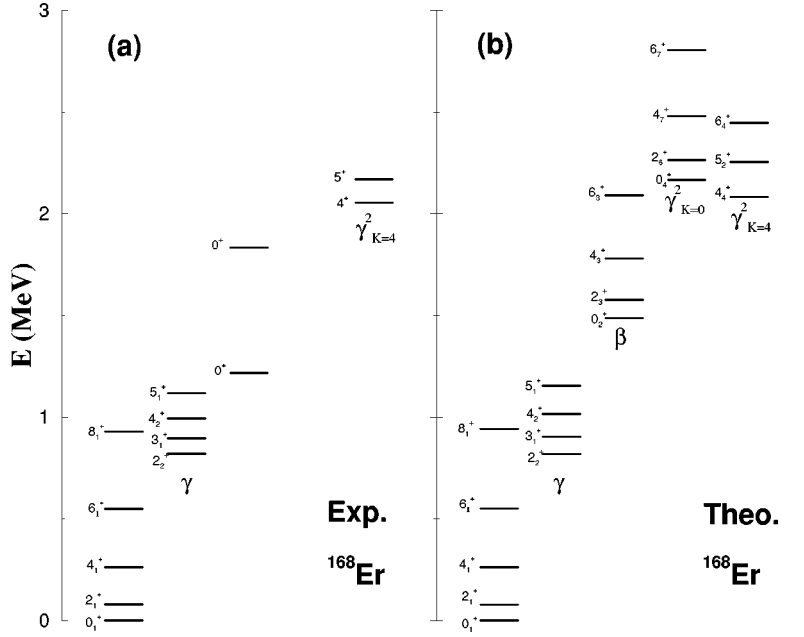 3
(a)
(b)
6₇⁺
4₇⁺
6₄⁺
2₆⁺
5₂⁺
0₄⁺
4₄⁺
γ²K=0
γ²K=4
5⁺
4⁺
γ²K=4
2
6₃⁺
0⁺
4₃⁺
2₃⁺
0₂⁺
β
0⁺
E (MeV)
5₁⁺
4₂⁺
3₁⁺
2₂⁺
γ
5₁⁺
4₂⁺
3₁⁺
2₂⁺
γ
1
8₁⁺
8₁⁺
6₁⁺
6₁⁺
Exp.
Theo.
4₁⁺
4₁⁺
¹⁶⁸Er
¹⁶⁸Er
2₁⁺
2₁⁺
0
0₁⁺
0₁⁺